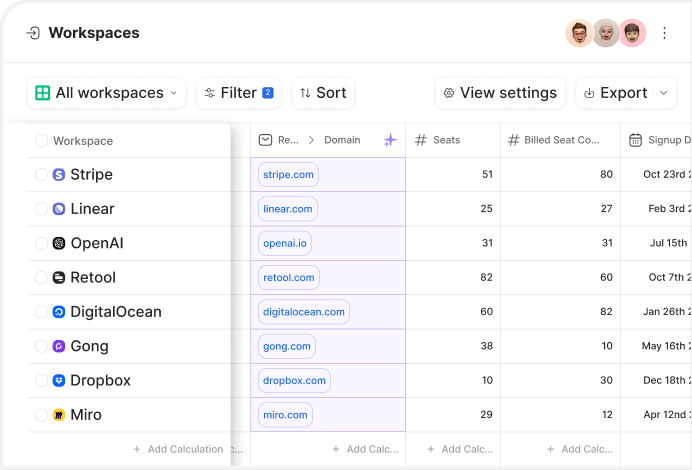 Workspaces
All workspaces Filter 2 Sort View settings Export
Workspace Re... > Domain # Seats # Billed Seat Co... Signup D
Stripe stripe.com 51 80 Oct 23rd 2
Linear linear.com 25 27 Feb 3rd 2
OpenAI openai.io 31 31 Jul 15th
Retool retool.com 82 60 Oct 7th 2
DigitalOcean digitalocean.com 60 82 Jan 26th 2
Gong gong.com 38 10 May 16th 2
Dropbox dropbox.com 10 30 Dec 18th 2
Miro miro.com 29 12 Apr 12nd 2
+ Add Calculation c... + Add Calc... + Add Calc... + Add Calc...